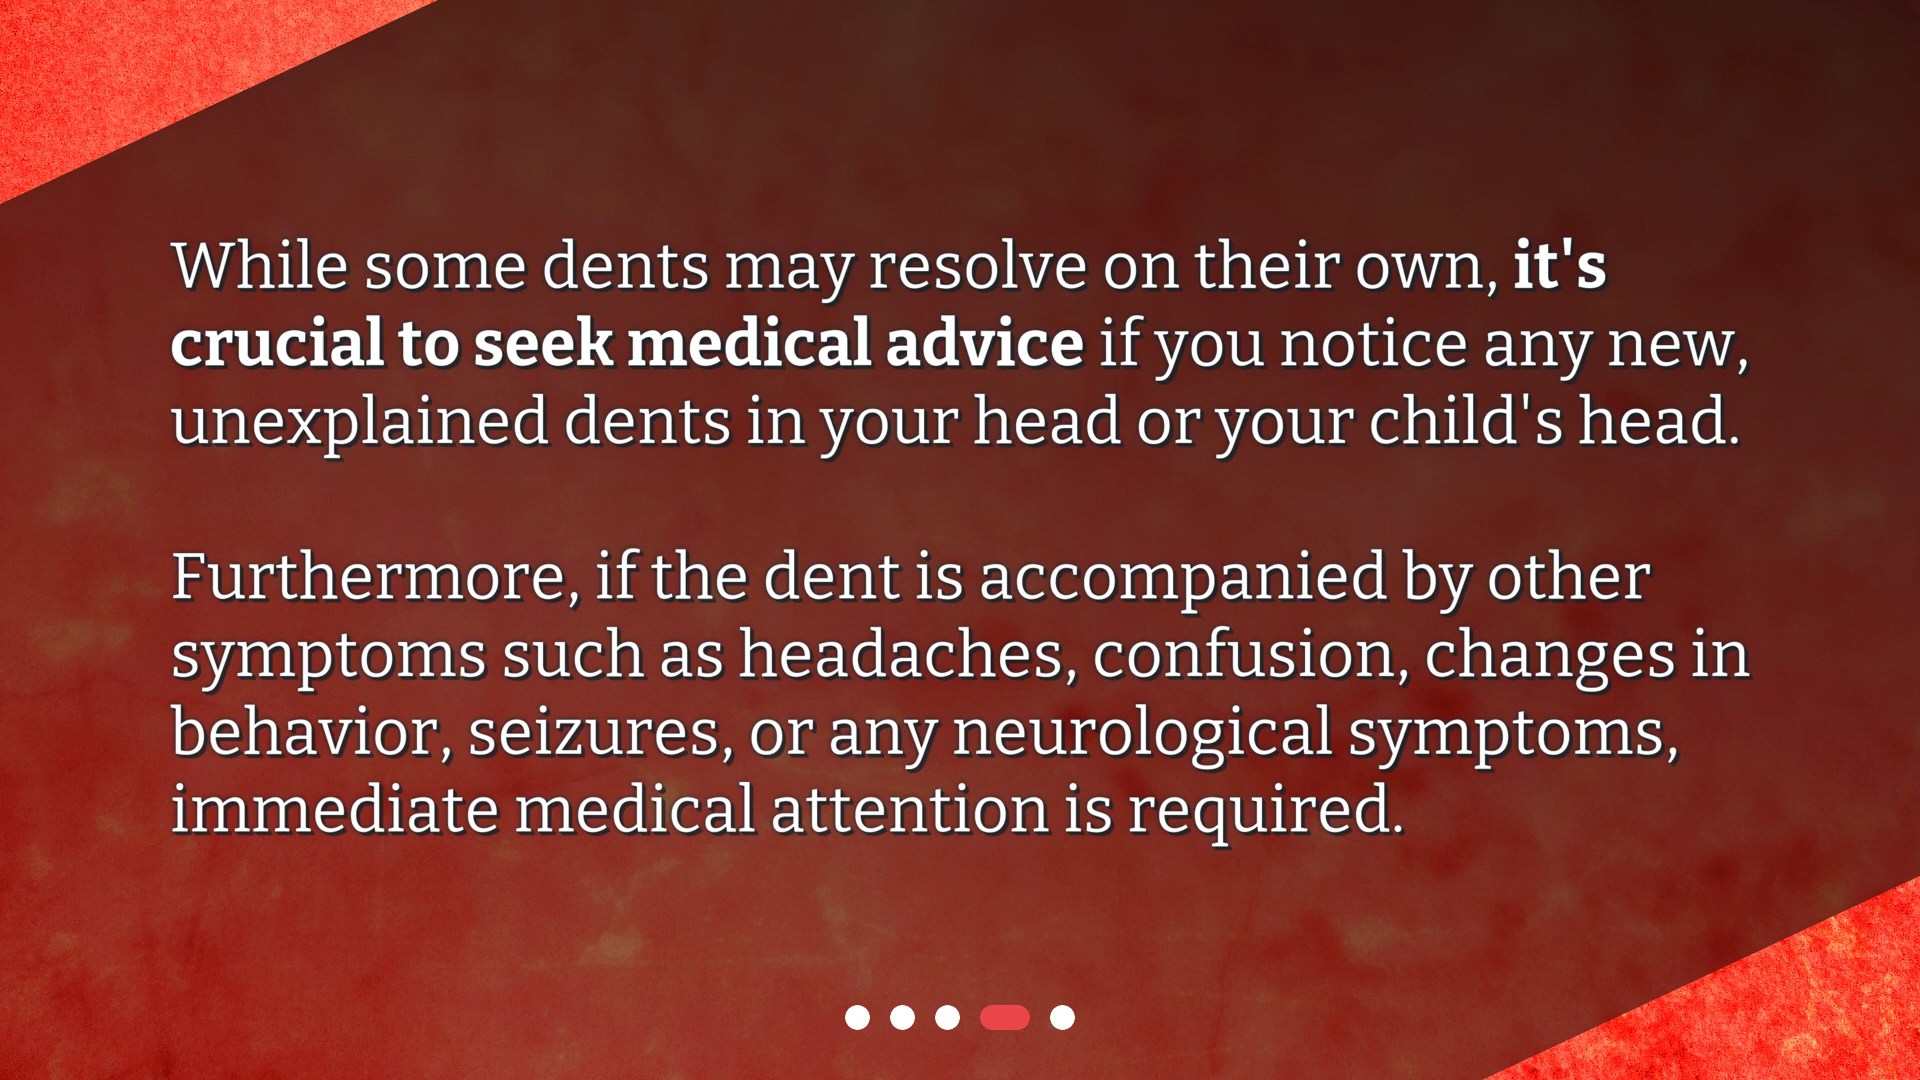 While some dents may resolve on their own, it's
crucial to seek medical advice if you notice any new,
unexplained dents in your head or your child's head.
Furthermore, if the dent is accompanied by other
symptoms such as headaches, confusion, changes in
behavior, seizures, or any neurological symptoms,
immediate medical attention is required.